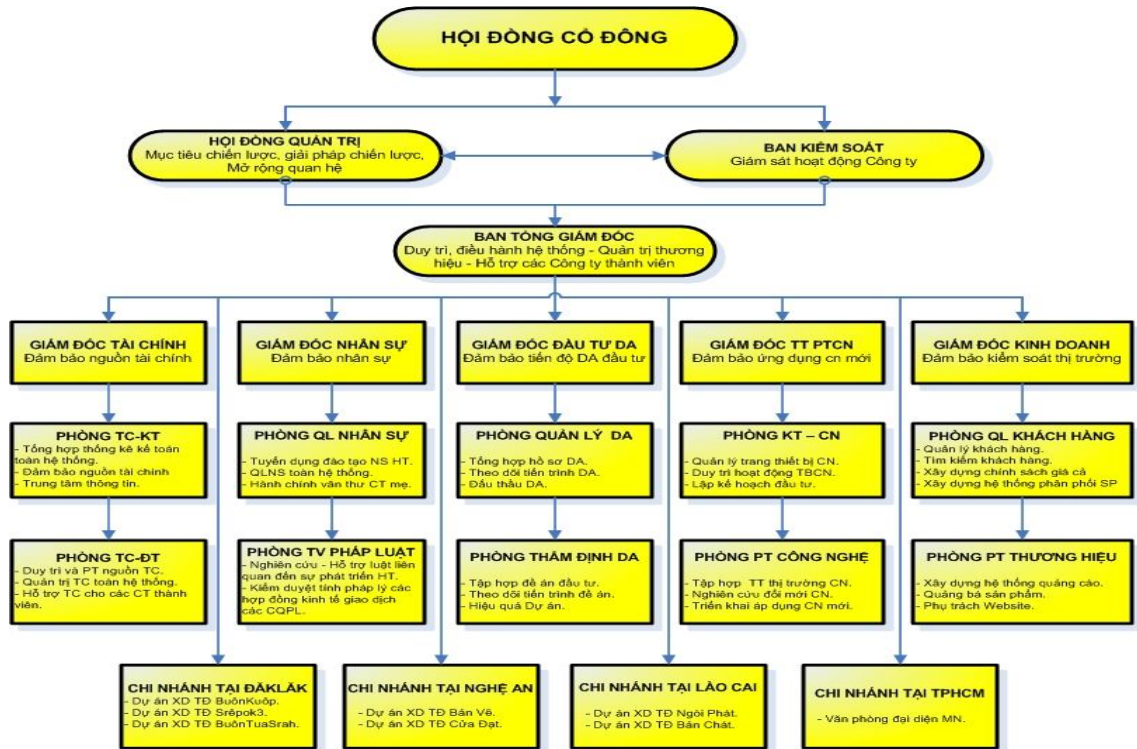 HỘI ĐỒNG CỔ ĐÔNG
HỘI ĐỒNG QUẢN TRỊ
Mục tiêu chiến lược, giải pháp chiến lược,
Mở rộng quan hệ
BAN KIỂM SOÁT
Giám sát hoạt động Công ty
BAN TỔNG GIÁM ĐỐC
Duy trì, điều hành hệ thống - Quản trị thương
hiệu - Hỗ trợ các Công ty thành viên
GIÁM ĐỐC TÀI CHÍNH
Đảm bảo nguồn tài chính
GIÁM ĐỐC NHÂN SỰ
Đảm bảo nhân sự
GIÁM ĐỐC ĐẦU TƯ DA
Đảm bảo tiến độ DA đầu tư
GIÁM ĐỐC TT PTCN
Đảm bảo ứng dụng cn mới
GIÁM ĐỐC KINH DOANH
Đảm bảo kiểm soát thị trường
PHÒNG TC-KT
- Tổng hợp thống kê kế toán
toàn hệ thống.
- Đảm bảo nguồn tài chính
- Trung tâm thông tin.
PHÒNG QL NHÂN SỰ
- Tuyển dụng đào tạo NS HT.
- QLNS toàn hệ thống.
- Hành chính văn thư CT mẹ.
PHÒNG QUẢN LÝ DA
- Tổng hợp hồ sơ DA.
- Theo dõi tiến trình DA.
- Đấu thầu DA.
PHÒNG KT – CN
- Quản lý trang thiết bị CN.
- Duy trì hoạt động TBCN.
- Lập kế hoạch đầu tư.
PHÒNG QL KHÁCH HÀNG
- Quản lý khách hàng.
- Tìm kiếm khách hàng.
- Xây dựng chính sách giá cả
- Xây dựng hệ thống phân phối SP
PHÒNG TC-ĐT
- Duy trì và PT nguồn TC.
- Quản trị TC toàn hệ thống.
- Hỗ trợ TC cho các CT thành
viên.
PHÒNG TV PHÁP LUẬT
- Nghiên cứu - Hỗ trợ luật liên
quan đến sự phát triển HT.
- Kiểm duyệt tính pháp lý các
hợp đồng kinh tế giao dịch
các CQPL.
PHÒNG THẨM ĐỊNH DA
- Tập hợp đề án đầu tư.
- Theo dõi tiến trình đề án.
- Hiệu quả Dự án.
PHÒNG PT CÔNG NGHỆ
- Tập hợp TT thị trường CN.
- Nghiên cứu đổi mới CN.
- Triển khai áp dụng CN mới.
PHÒNG PT THƯƠNG HIỆU
- Xây dựng hệ thống quảng cáo.
- Quảng bá sản phẩm.
- Phụ trách Website.
CHI NHÁNH TẠI ĐĂKLĂK
- Dự án XD TĐ BuônKuôp.
- Dự án XD TĐ Srêpok3.
- Dự án XD TĐ BuônTuaSrah.
CHI NHÁNH TẠI NGHỆ AN
- Dự án XD TĐ Bản Vẽ.
- Dự án XD TĐ Cửa Đạt.
CHI NHÁNH TẠI LÀO CAI
- Dự án XD TĐ Ngòi Phát.
- Dự án XD TĐ Bản Chát.
CHI NHÁNH TẠI TPHCM
- Văn phòng đại diện MN.